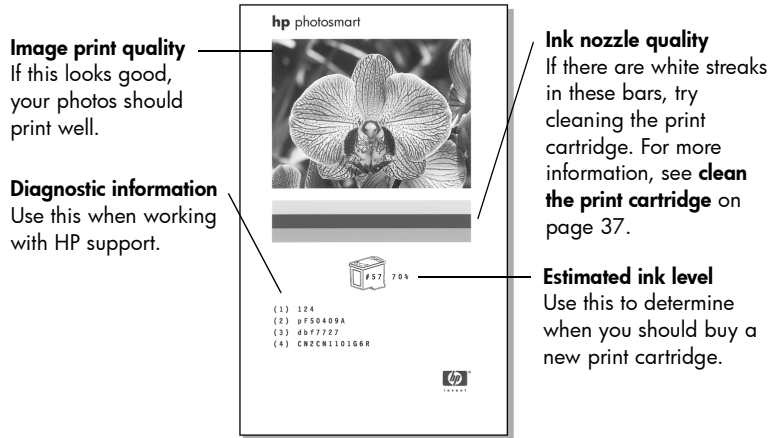 hp photosmart
Image print quality
If this looks good,
your photos should
print well.
Diagnostic information
Use this when working
with HP support.
Ink nozzle quality
If there are white streaks
in these bars, try
cleaning the print
cartridge. For more
information, see clean
the print cartridge on
page 37.
#57 70%
Estimated ink level
Use this to determine
when you should buy a
new print cartridge.
(1) 124
(2) pF50409A
(3) dbf7727
(4) CN2CN1101G6R
hp
invent